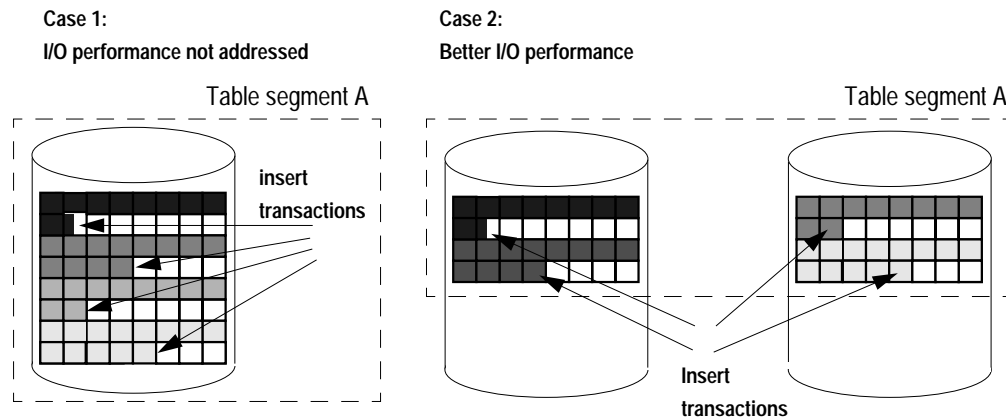 Case 1:
I/O performance not addressed
Case 2:
Better I/O performance
Table segment A
Table segment A
insert
transactions
Insert
transactions